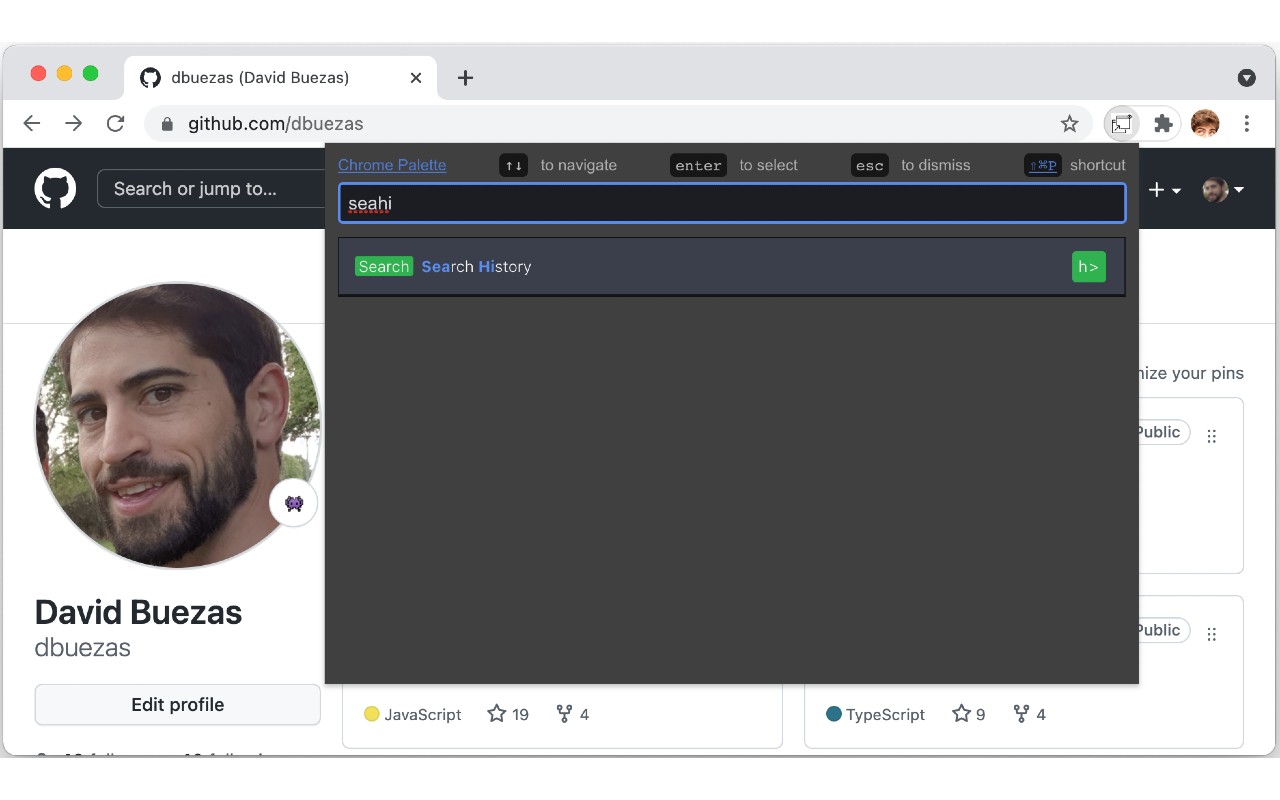 dbuezas (David Buezas)
github.com/dbuezas
Search or jump to...
Chrome Palette ↑↓ to navigate enter to select esc to dismiss ⇧⌘P shortcut
seahi
Search Search History h>
your pins
Public
David Buezas
dbuezas
Public
Edit profile
JavaScript 19 4
TypeScript 9 4